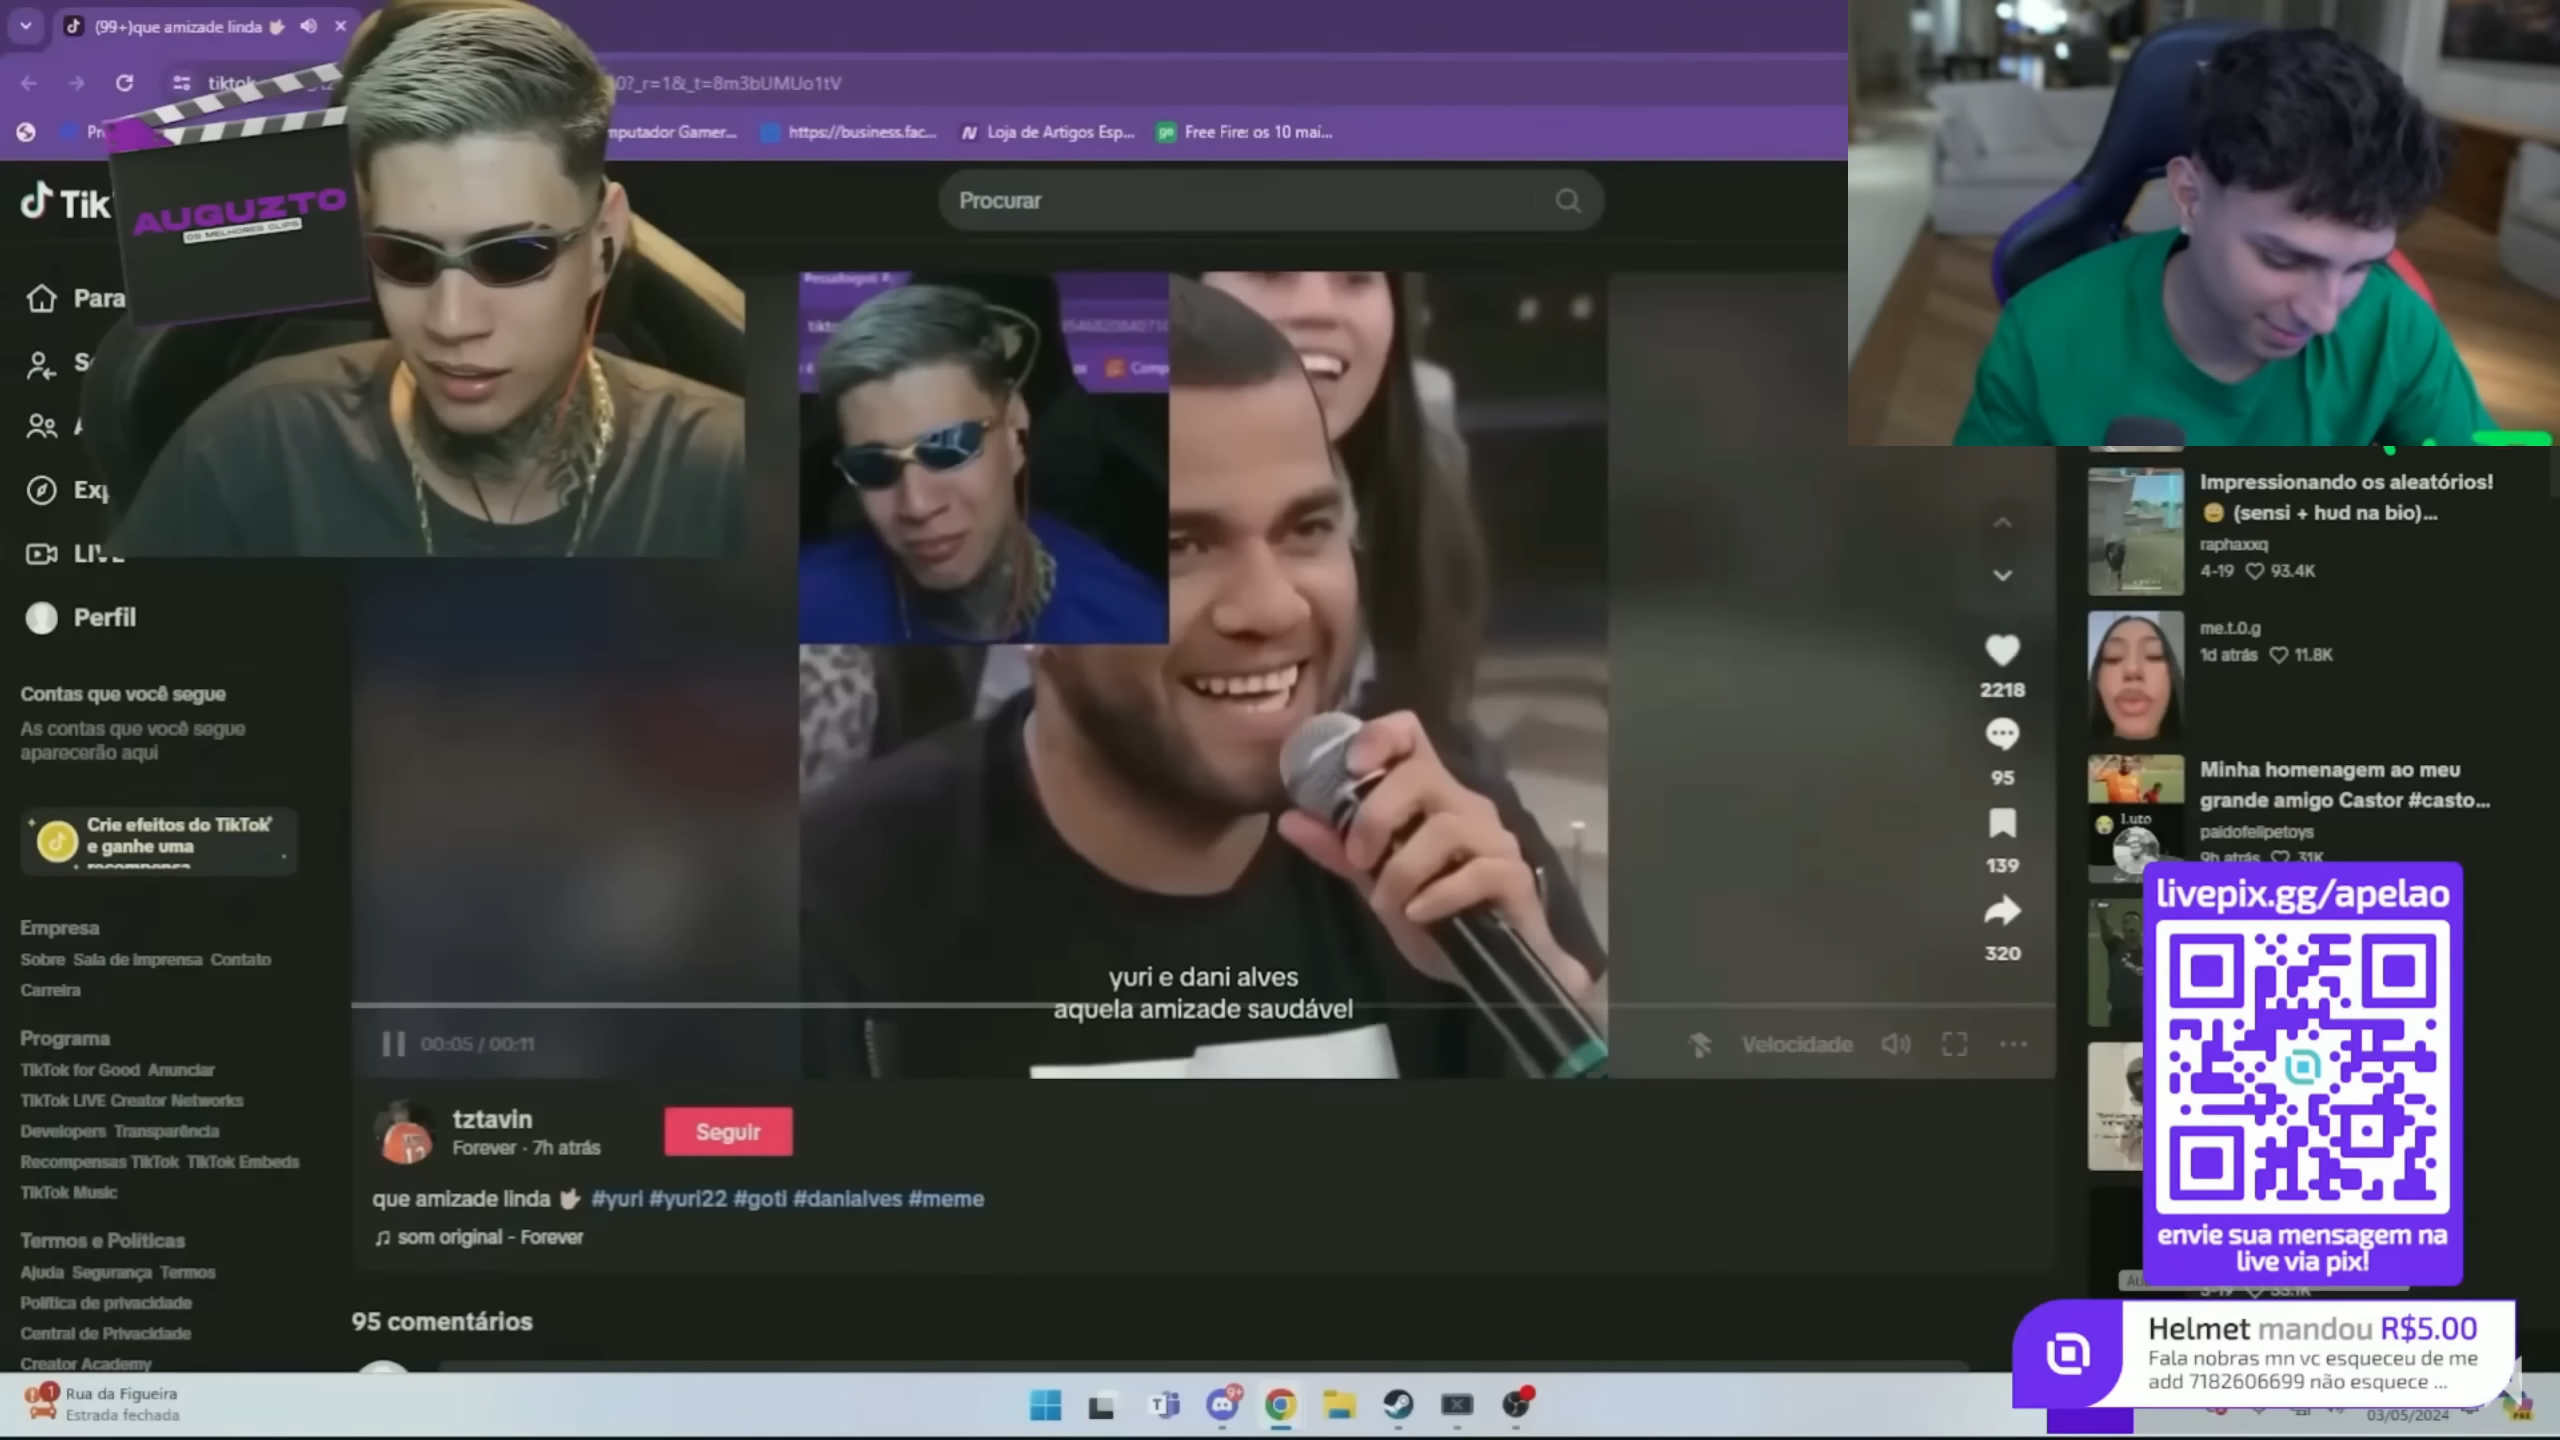 (99+)que amizade linda
tiktok
0?_r=1&_t=8m3bUMUo1tV
mputador Gamer...
https://business.fac...
Loja de Artigos Esp...
Free Fire: os 10 mai...
AUGUZTO
OS MELHORES CLIPS
Tik
Procurar
Para
Perfil
Contas que você segue
As contas que você segue
aparecerão aqui
Crie efeitos do TikTok
e ganhe uma
recompensa
Empresa
Sobre Sala de imprensa Contato
Carreira
Programa
TikTok for Good Anunciar
TikTok LIVE Creator Networks
Developers Transparência
Recompensas TikTok TikTok Embeds
TikTok Music
Termos e Políticas
Ajuda Segurança Termos
Política de privacidade
Central de Privacidade
Creator Academy
yuri e dani alves
aquela amizade saudável
00:05 / 00:11
Velocidade
2218
95
139
320
tztavin
Forever · 7h atrás
Seguir
que amizade linda #yuri #yuri22 #goti #danialves #meme
som original - Forever
95 comentários
Impressionando os aleatórios!
(sensi + hud na bio)...
raphaxxq
4-19 93.4K
me.t.0.g
1d atrás 11.8K
Minha homenagem ao meu
grande amigo Castor #casto...
paidofelipetoys
9h atrás 31K
Luto
livepix.gg/apelao
envie sua mensagem na
live via pix!
Helmet mandou R$5.00
Fala nobras mn vc esqueceu de me
add 7182606699 não esquece ...
1
Rua da Figueira
Estrada fechada
9+
03/05/2024